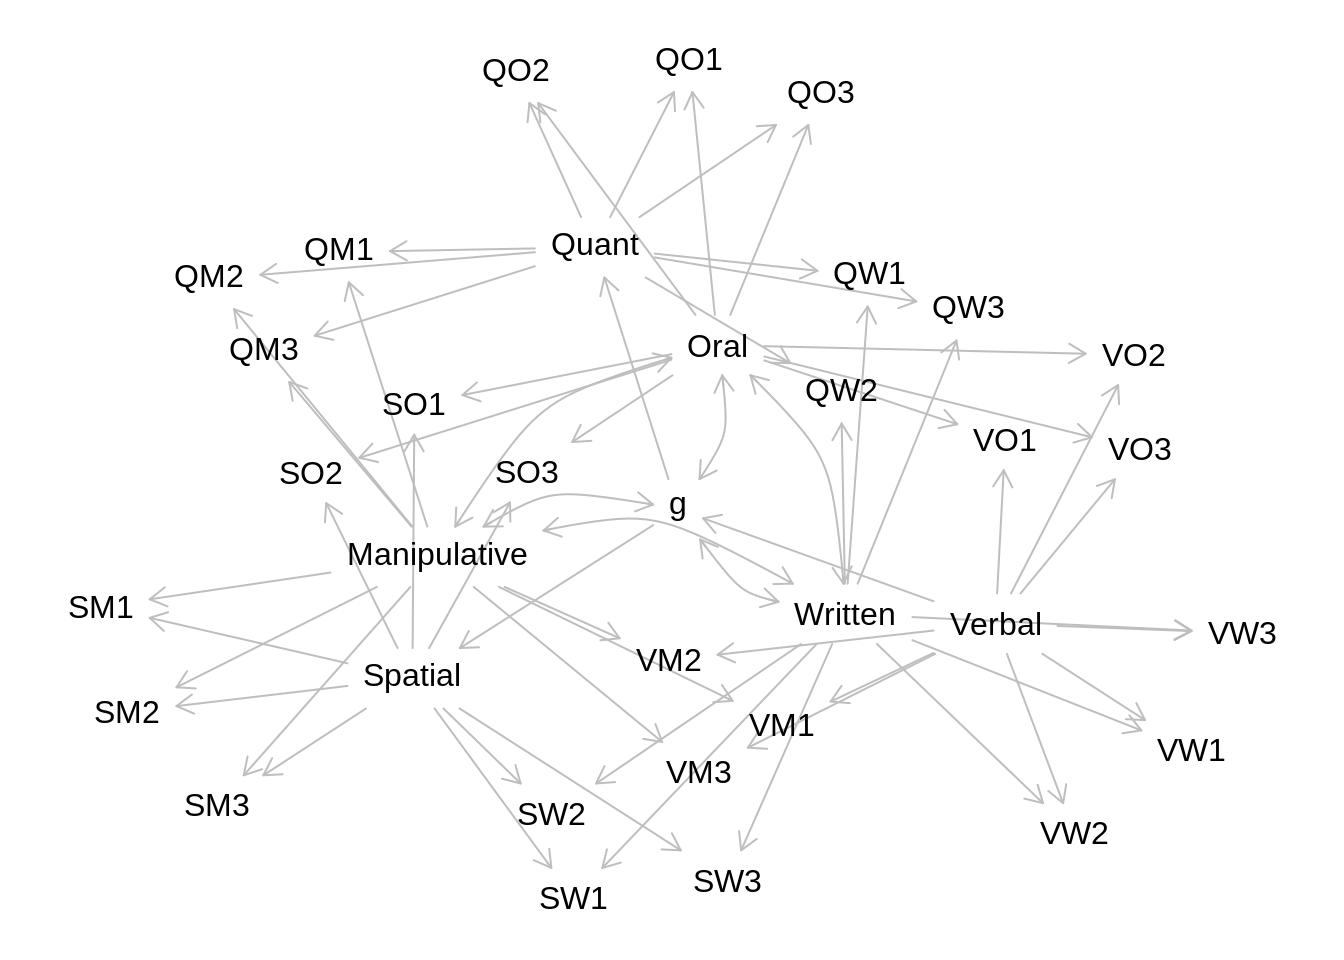 QO1
QO2
QO3
Quant
QM1
QW1
QM2
QW3
Oral
QM3
VO2
QW2
SO1
VO1
VO3
SO3
SO2
g
Manipulative
SM1
Written
Verbal
VW3
VM2
Spatial
SM2
VM1
VW1
VM3
SM3
SW2
VW2
SW3
SW1